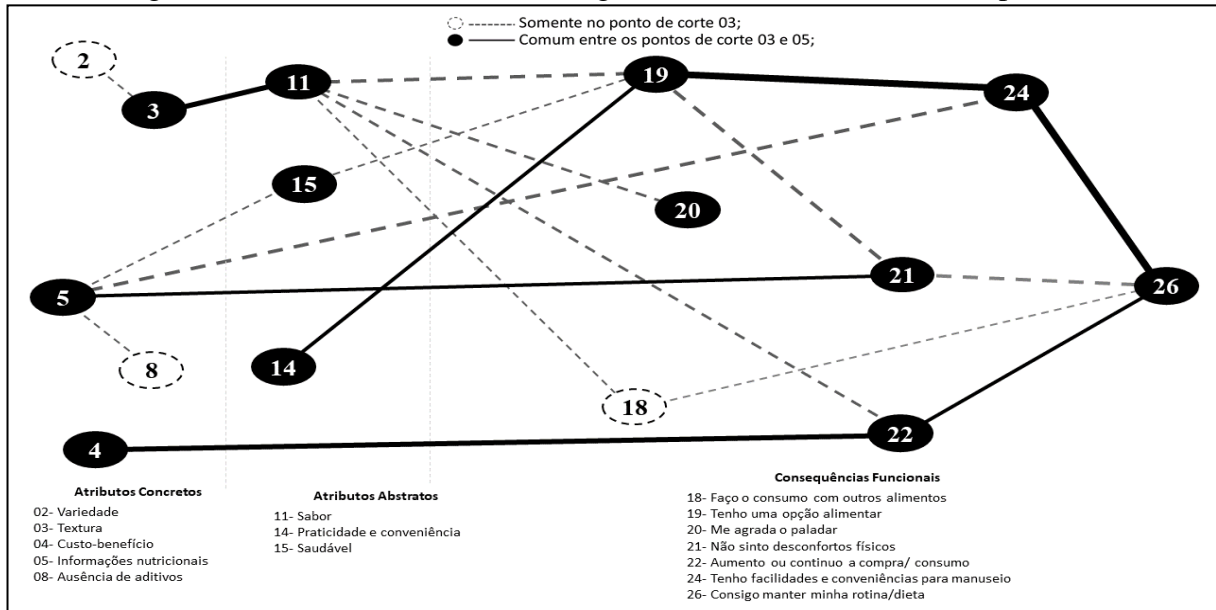 Somente no ponto de corte 03;
Comum entre os pontos de corte 03 e 05;
2
3
11
19
24
15
20
5
21
26
8
14
18
4
22
Atributos Concretos
02- Variedade
03- Textura
04- Custo-benefício
05- Informações nutricionais
08- Ausência de aditivos
Atributos Abstratos
11- Sabor
14- Praticidade e conveniência
15- Saudável
Consequências Funcionais
18- Faço o consumo com outros alimentos
19- Tenho uma opção alimentar
20- Me agrada o paladar
21- Não sinto desconfortos físicos
22- Aumento ou continuo a compra/ consumo
24- Tenho facilidades e conveniências para manuseio
26- Consigo manter minha rotina/dieta